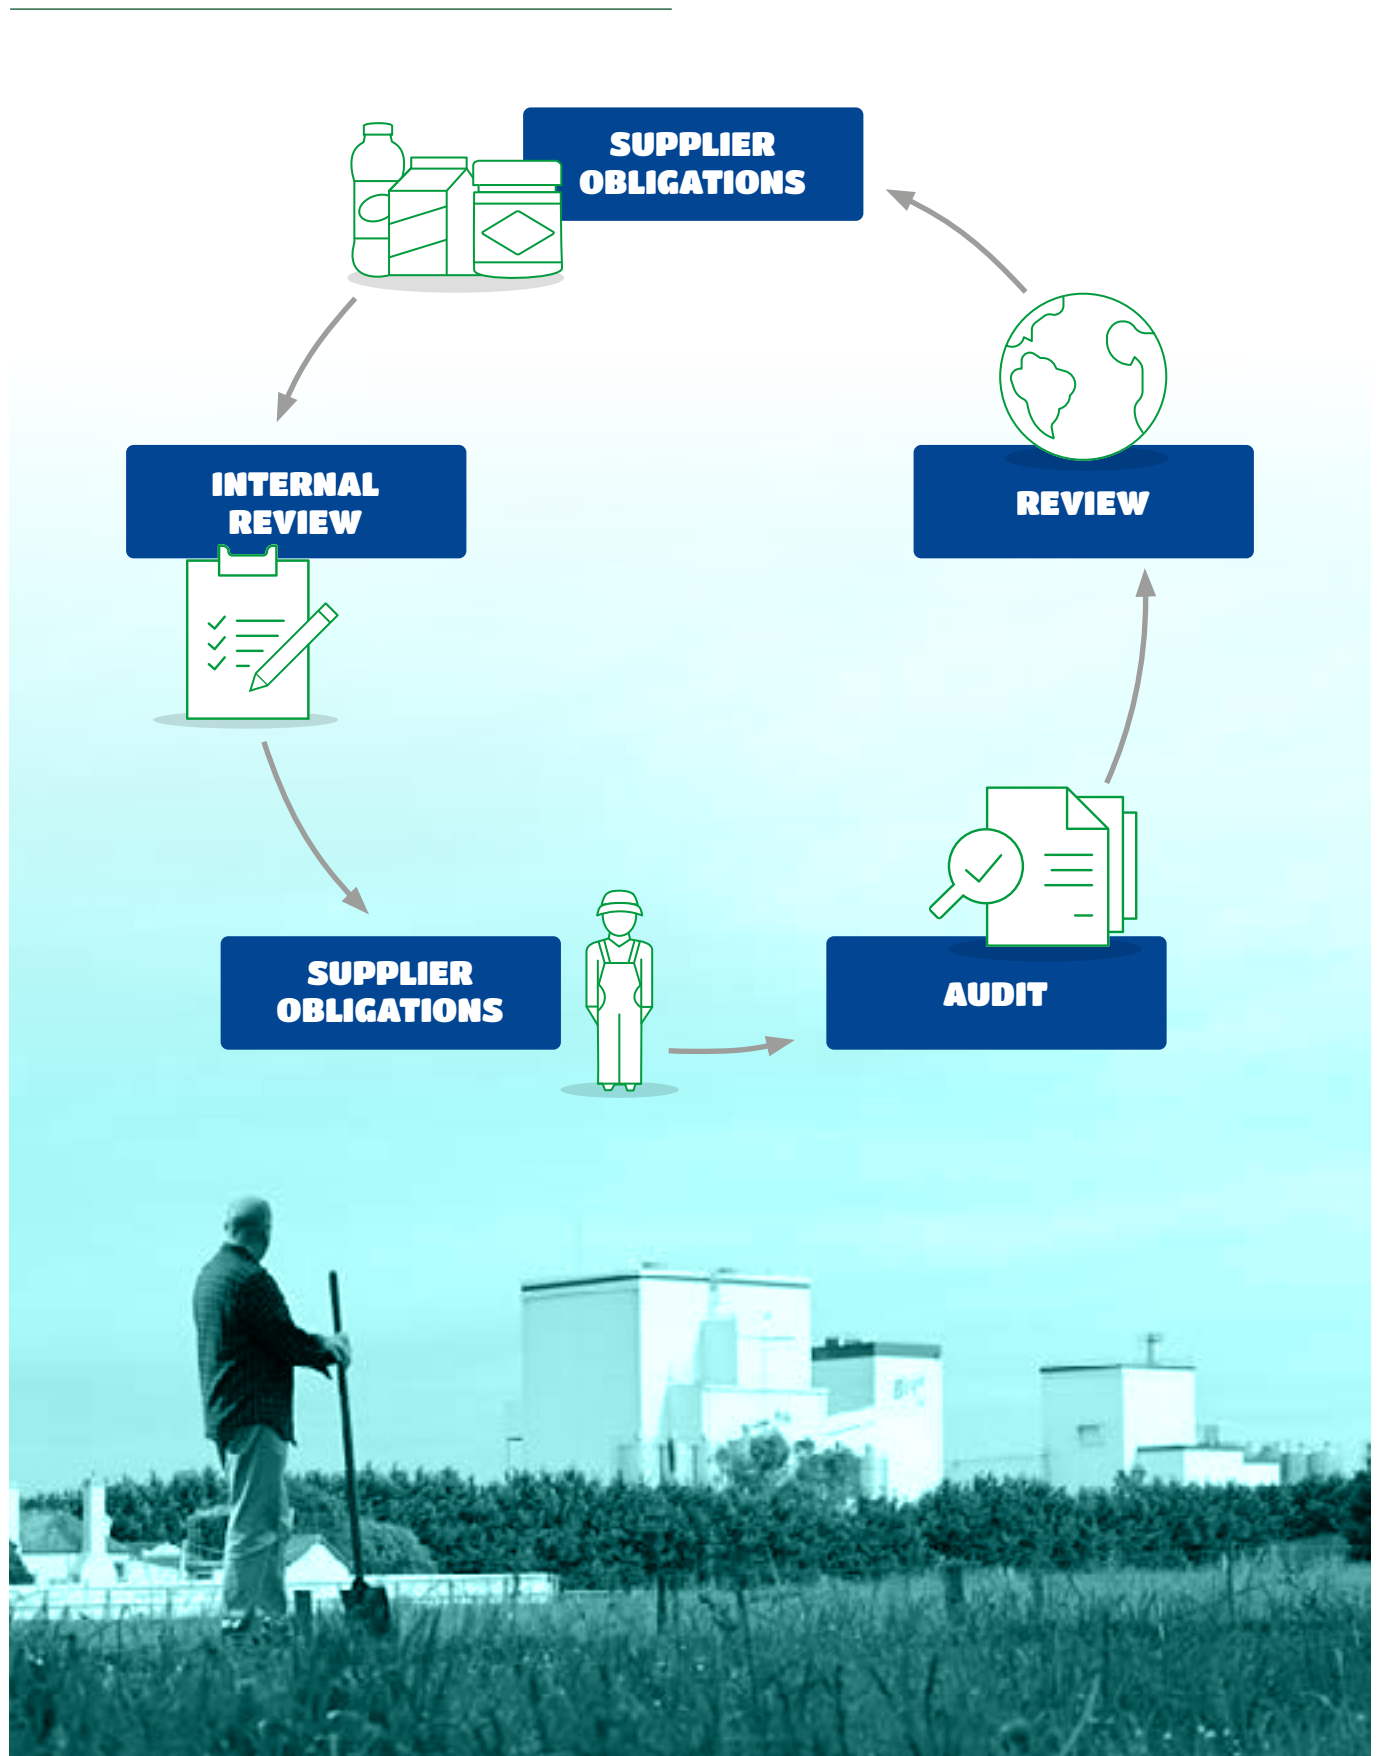 SUPPLIER
OBLIGATIONS
INTERNAL
REVIEW
REVIEW
SUPPLIER
OBLIGATIONS
AUDIT